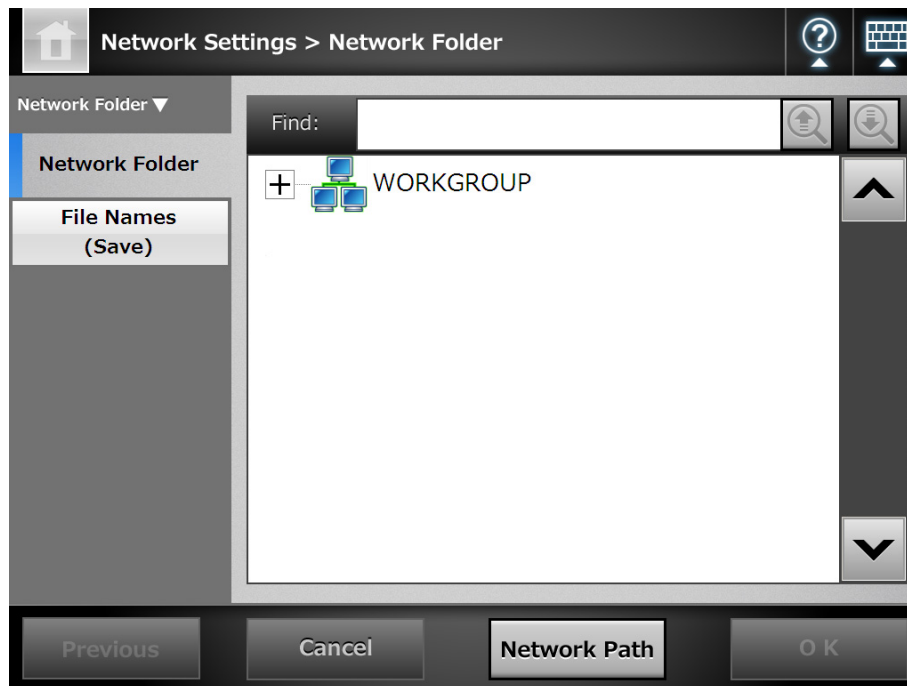 Network Settings > Network Folder
Network Folder ▼
Network Folder
File Names
(Save)
Find:
WORKGROUP
Previous
Cancel
Network Path
OK